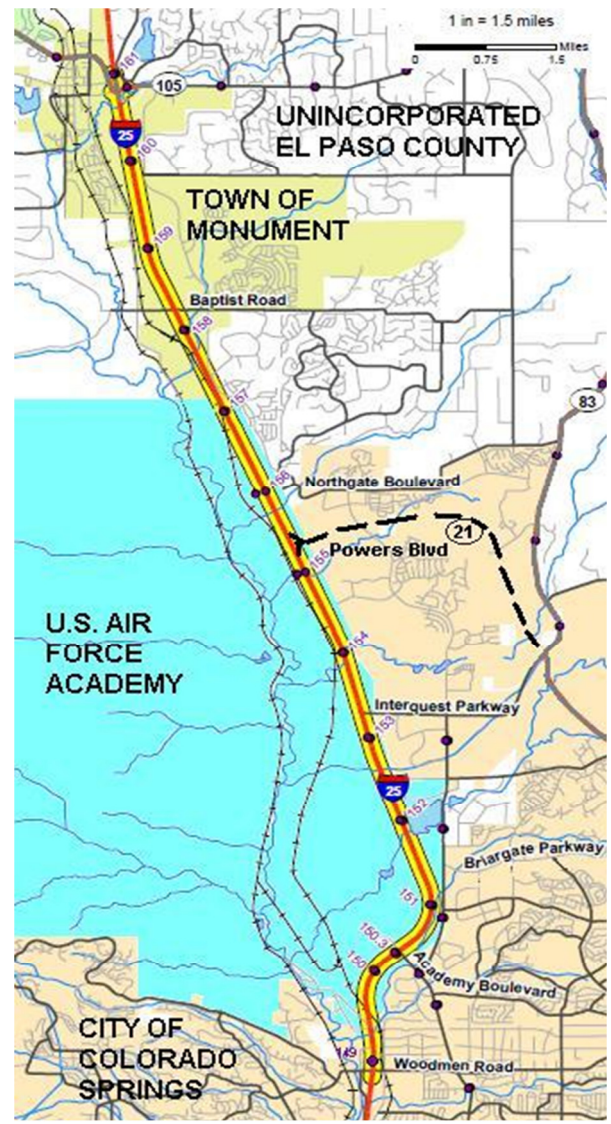 1 in = 1.5 miles
Miles
0
0.75
1.5
161
105
UNINCORPORATED
EL PASO COUNTY
25
160
TOWN OF
MONUMENT
159
Baptist Road
158
157
83
156
Northgate Boulevard
21
Powers Blvd
155
U.S. AIR
FORCE
ACADEMY
154
Interquest Parkway
153
25
152
Briargate Parkway
151
150.3
150
Academy Boulevard
CITY OF
COLORADO
SPRINGS
149
Woodmen Road